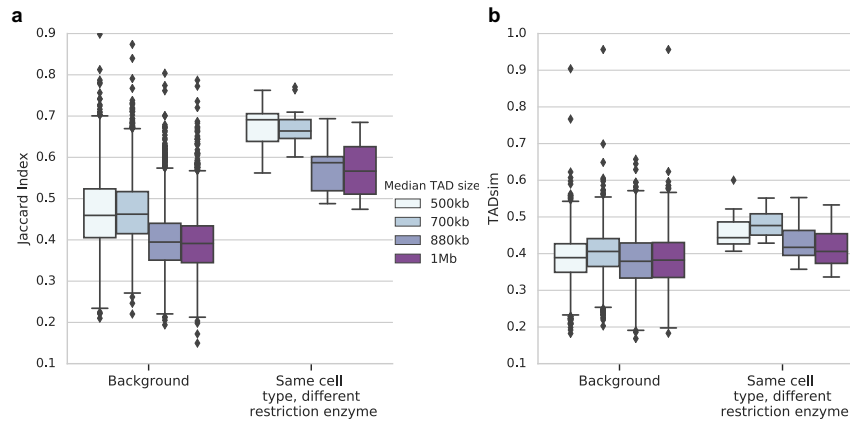 a
Jaccard Index
0.9
0.8
0.7
0.6
0.5
0.4
0.3
0.2
0.1
Background
Same cell
type, different
restriction enzyme
Median TAD size
500kb
700kb
880kb
1Mb
b
TADsim
1.0
0.9
0.8
0.7
0.6
0.5
0.4
0.3
0.2
0.1
Background
Same cell
type, different
restriction enzyme